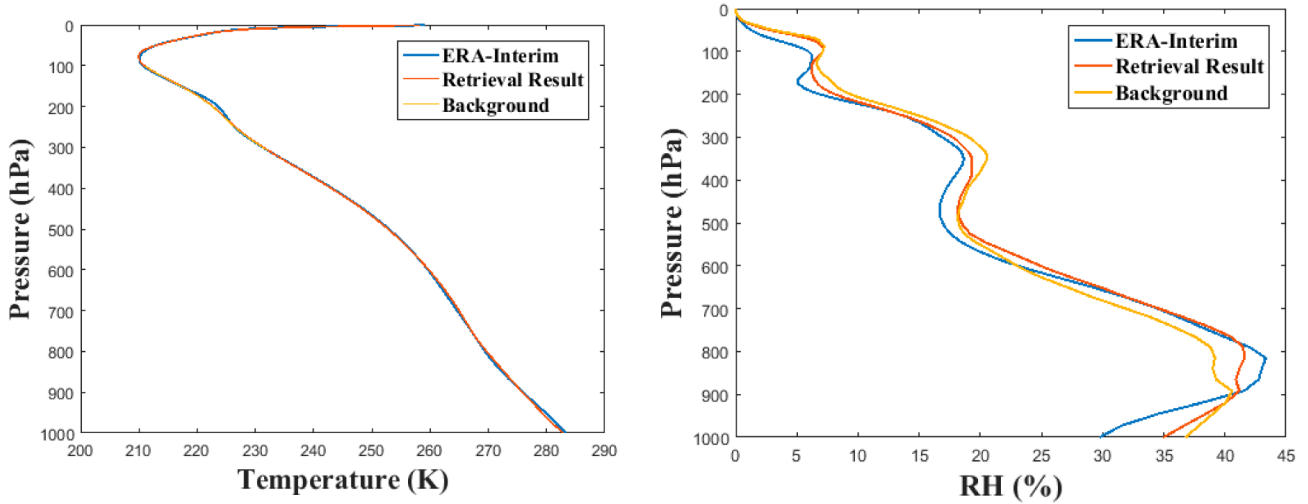 0
100
200
300
400
500
600
700
800
900
1000
Pressure (hPa)
200 210 220 230 240 250 260 270 280 290
Temperature (K)
ERA-Interim
Retrieval Result
Background
0
100
200
300
400
500
600
700
800
900
1000
Pressure (hPa)
0 5 10 15 20 25 30 35 40 45
RH (%)
ERA-Interim
Retrieval Result
Background